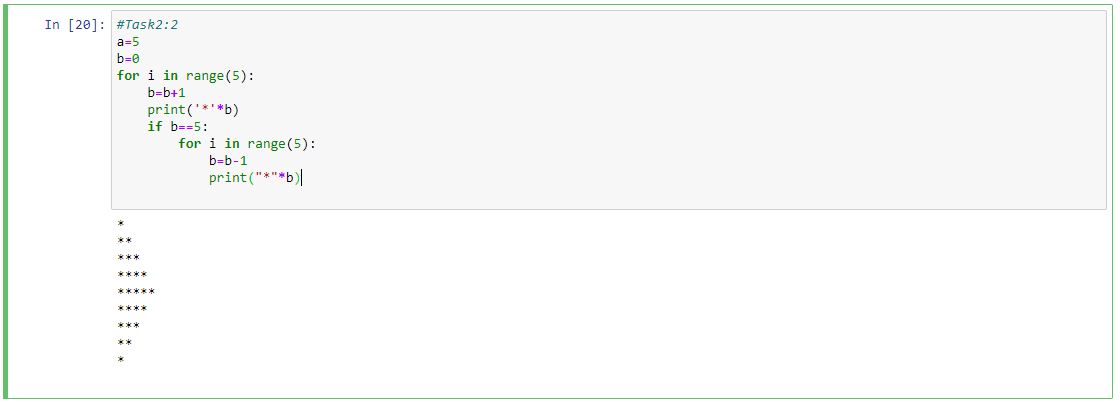 In [20]: #Task2:2
a=5
b=0
for i in range(5):
    b=b+1
    print('*'*b)
    if b==5:
        for i in range(5):
            b=b-1
            print("*"*b)
*
**
***
****
*****
****
***
**
*